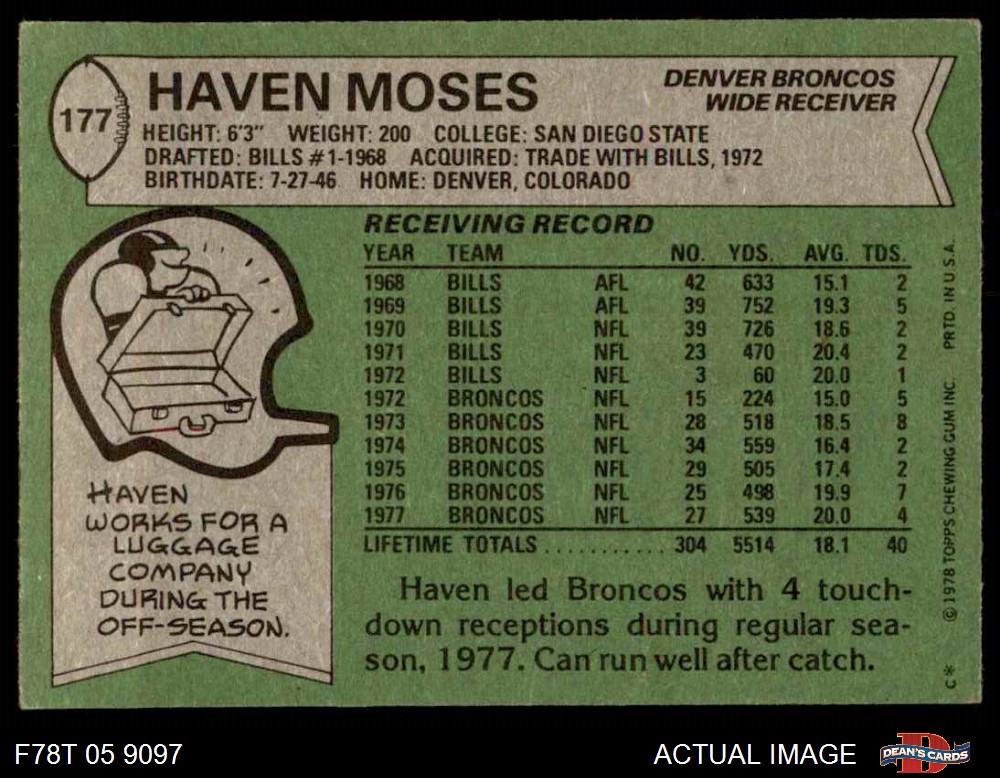 177
HAVEN MOSES
DENVER BRONCOS
WIDE RECEIVER
HEIGHT: 6'3" WEIGHT: 200 COLLEGE: SAN DIEGO STATE
DRAFTED: BILLS #1-1968 ACQUIRED: TRADE WITH BILLS, 1972
BIRTHDATE: 7-27-46 HOME: DENVER, COLORADO
RECEIVING RECORD
YEAR TEAM NO. YDS. AVG. TDS.
1968 BILLS AFL 42 633 15.1 2
1969 BILLS AFL 39 752 19.3 5
1970 BILLS NFL 39 726 18.6 2
1971 BILLS NFL 23 470 20.4 2
1972 BILLS NFL 3 60 20.0 1
1972 BRONCOS NFL 15 224 15.0 5
1973 BRONCOS NFL 28 518 18.5 8
1974 BRONCOS NFL 34 559 16.4 2
1975 BRONCOS NFL 29 505 17.4 2
1976 BRONCOS NFL 25 498 19.9 7
1977 BRONCOS NFL 27 539 20.0 4
LIFETIME TOTALS ........... 304 5514 18.1 40
HAVEN
WORKS FOR A
LUGGAGE
COMPANY
DURING THE
OFF-SEASON.
Haven led Broncos with 4 touch-
down receptions during regular sea-
son, 1977. Can run well after catch.
C* © 1978 TOPPS CHEWING GUM INC. PRTD. IN U.S.A.
F78T 05 9097
ACTUAL IMAGE
DEAN'S CARDS